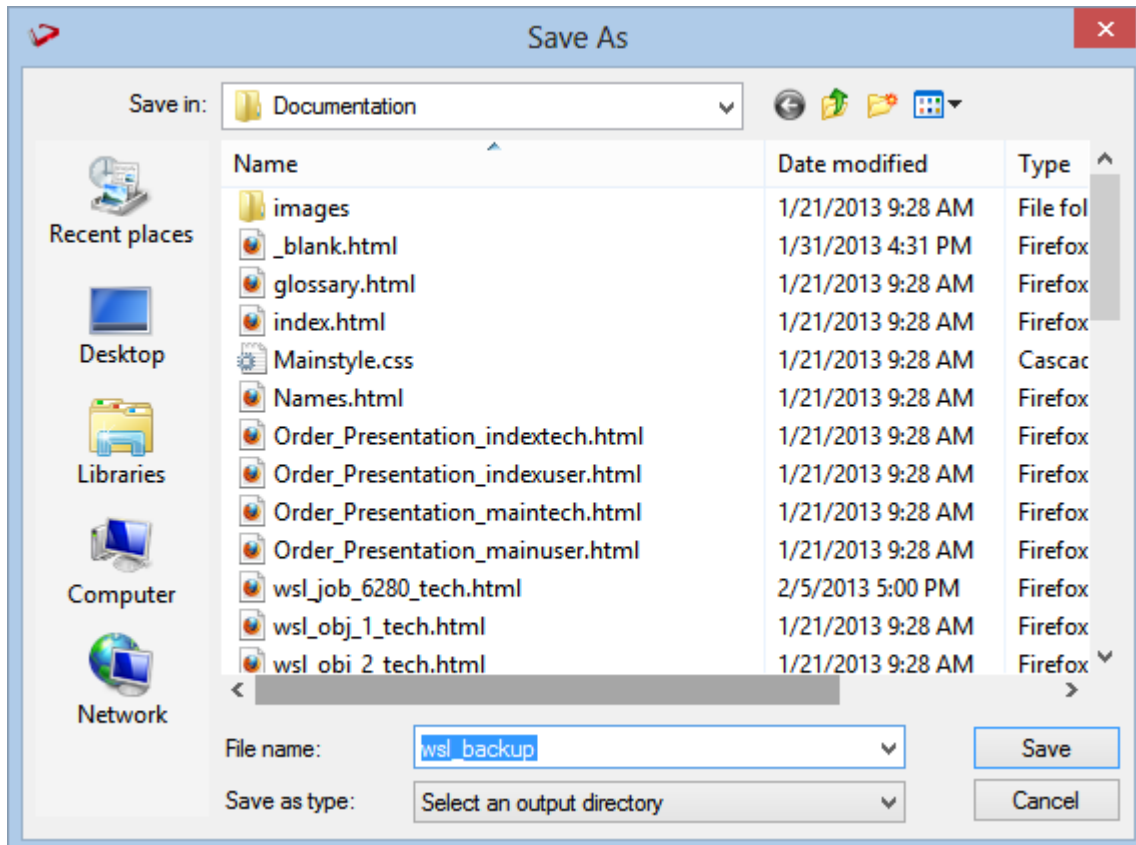 Save As
Save in: Documentation
Name Date modified Type
images 1/21/2013 9:28 AM File fol
_blank.html 1/31/2013 4:31 PM Firefox
glossary.html 1/21/2013 9:28 AM Firefox
index.html 1/21/2013 9:28 AM Firefox
Mainstyle.css 1/21/2013 9:28 AM Cascac
Names.html 1/21/2013 9:28 AM Firefox
Order_Presentation_indextech.html 1/21/2013 9:28 AM Firefox
Order_Presentation_indexuser.html 1/21/2013 9:28 AM Firefox
Order_Presentation_maintech.html 1/21/2013 9:28 AM Firefox
Order_Presentation_mainuser.html 1/21/2013 9:28 AM Firefox
wsl_job_6280_tech.html 2/5/2013 5:00 PM Firefox
wsl_obj_1_tech.html 1/21/2013 9:28 AM Firefox
wsl_obj_2_tech.html 1/21/2013 9:28 AM Firefox
Recent places
Desktop
Libraries
Computer
Network
File name: wsl_backup Save
Save as type: Select an output directory Cancel